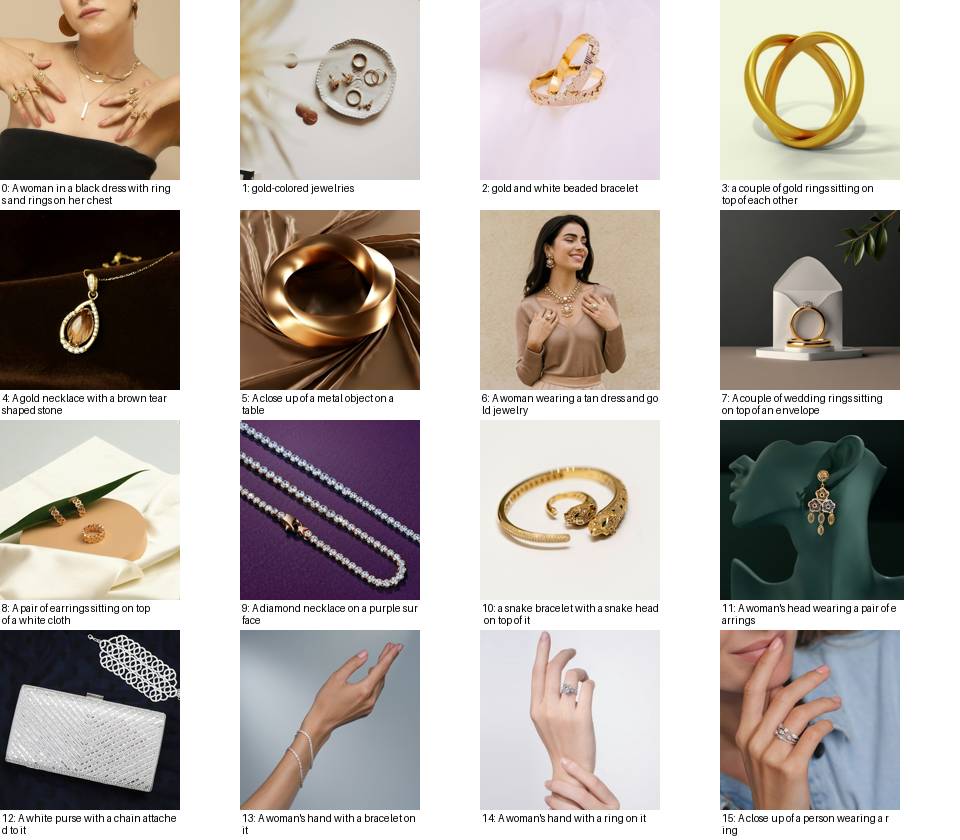 0: A woman in a black dress with ring
s and rings on her chest
1: gold-colored jewelries
2: gold and white beaded bracelet
3: a couple of gold rings sitting on
top of each other
4: A gold necklace with a brown tear
shaped stone
5: A close up of a metal object on a
table
6: A woman wearing a tan dress and go
ld jewelry
7: A couple of wedding rings sitting
on top of an envelope
8: A pair of earrings sitting on top
of a white cloth
9: A diamond necklace on a purple sur
face
10: a snake bracelet with a snake head
on top of it
11: A woman's head wearing a pair of e
arrings
12: A white purse with a chain attache
d to it
13: A woman's hand with a bracelet on
it
14: A woman's hand with a ring on it
15: A close up of a person wearing a r
ing